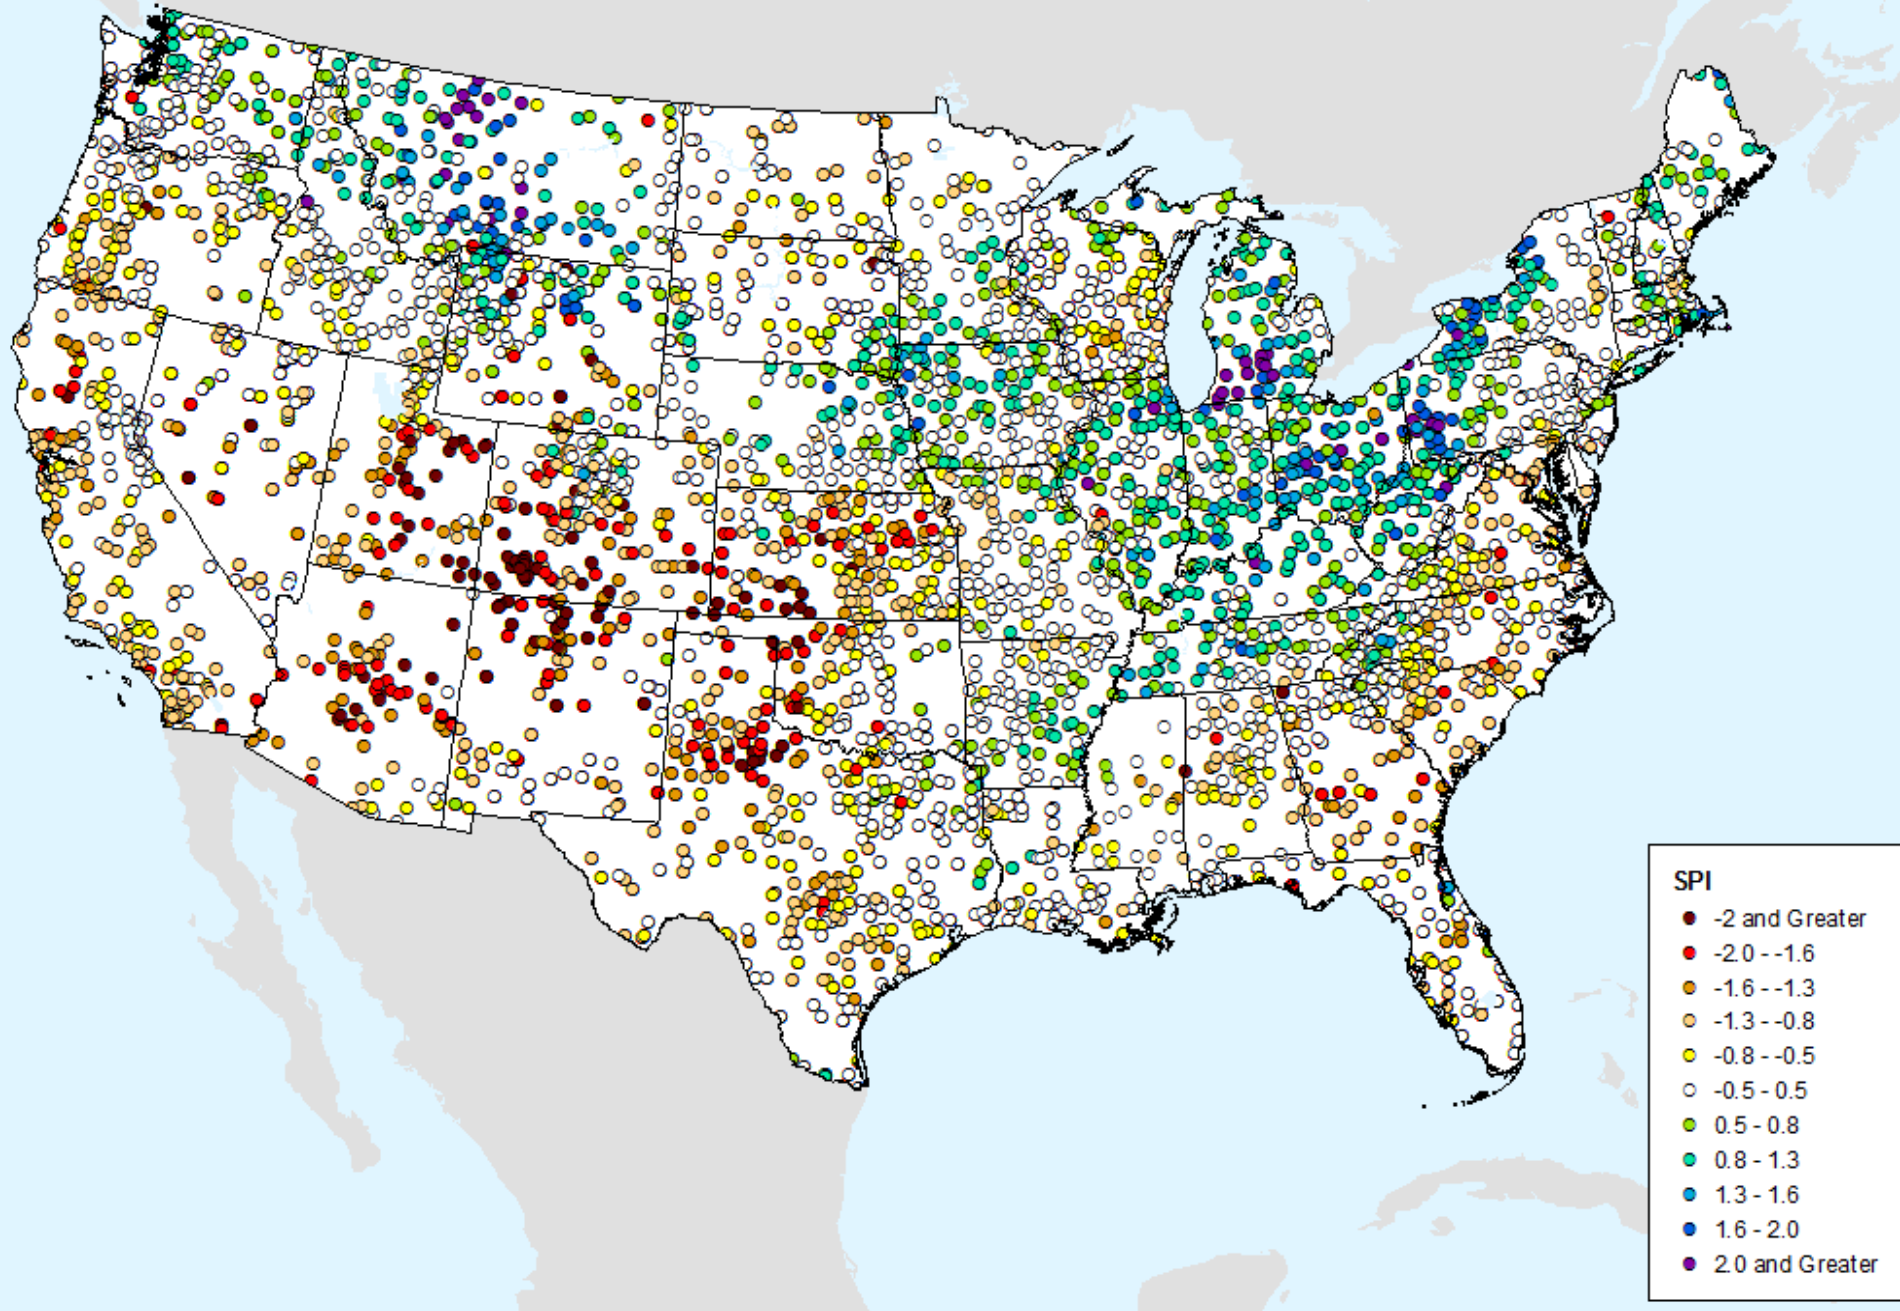 SPI
-2 and Greater
-2.0 - -1.6
-1.6 - -1.3
-1.3 - -0.8
-0.8 - -0.5
-0.5 - 0.5
0.5 - 0.8
0.8 - 1.3
1.3 - 1.6
1.6 - 2.0
2.0 and Greater